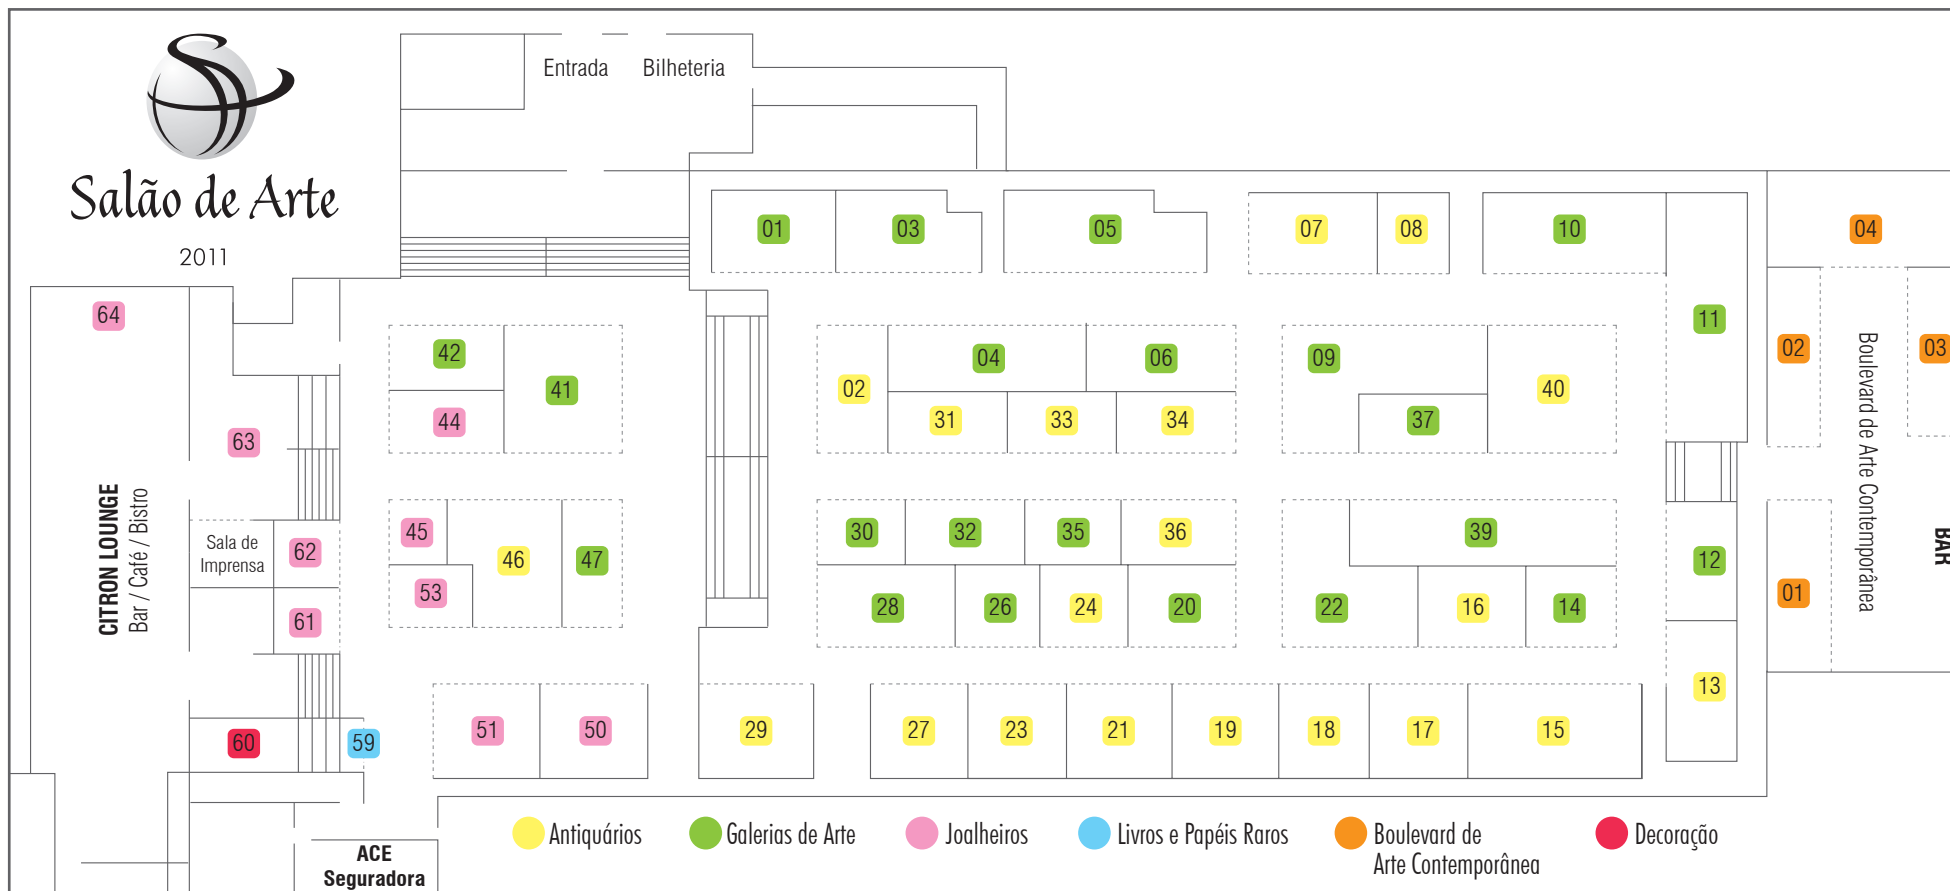 Entrada Bilheteria
Salão de Arte
2011
01 03 05 07 08 10 04
64 11
42 41 04 06 09 02 03
02 40
44 31 33 34 37
63
CITRON LOUNGE
Bar / Café / Bistro
Boulevard de Arte Contemporânea
BAR
45 46 47 30 32 35 36 39
Sala de
Imprensa
62 12
53 28 26 24 20 22 16 14 01
61
13
60 59 51 50 29 27 23 21 19 18 17 15
Antiquários
Galerias de Arte
Joalheiros
Livros e Papéis Raros
Boulevard de
Arte Contemporânea
Decoração
ACE
Seguradora